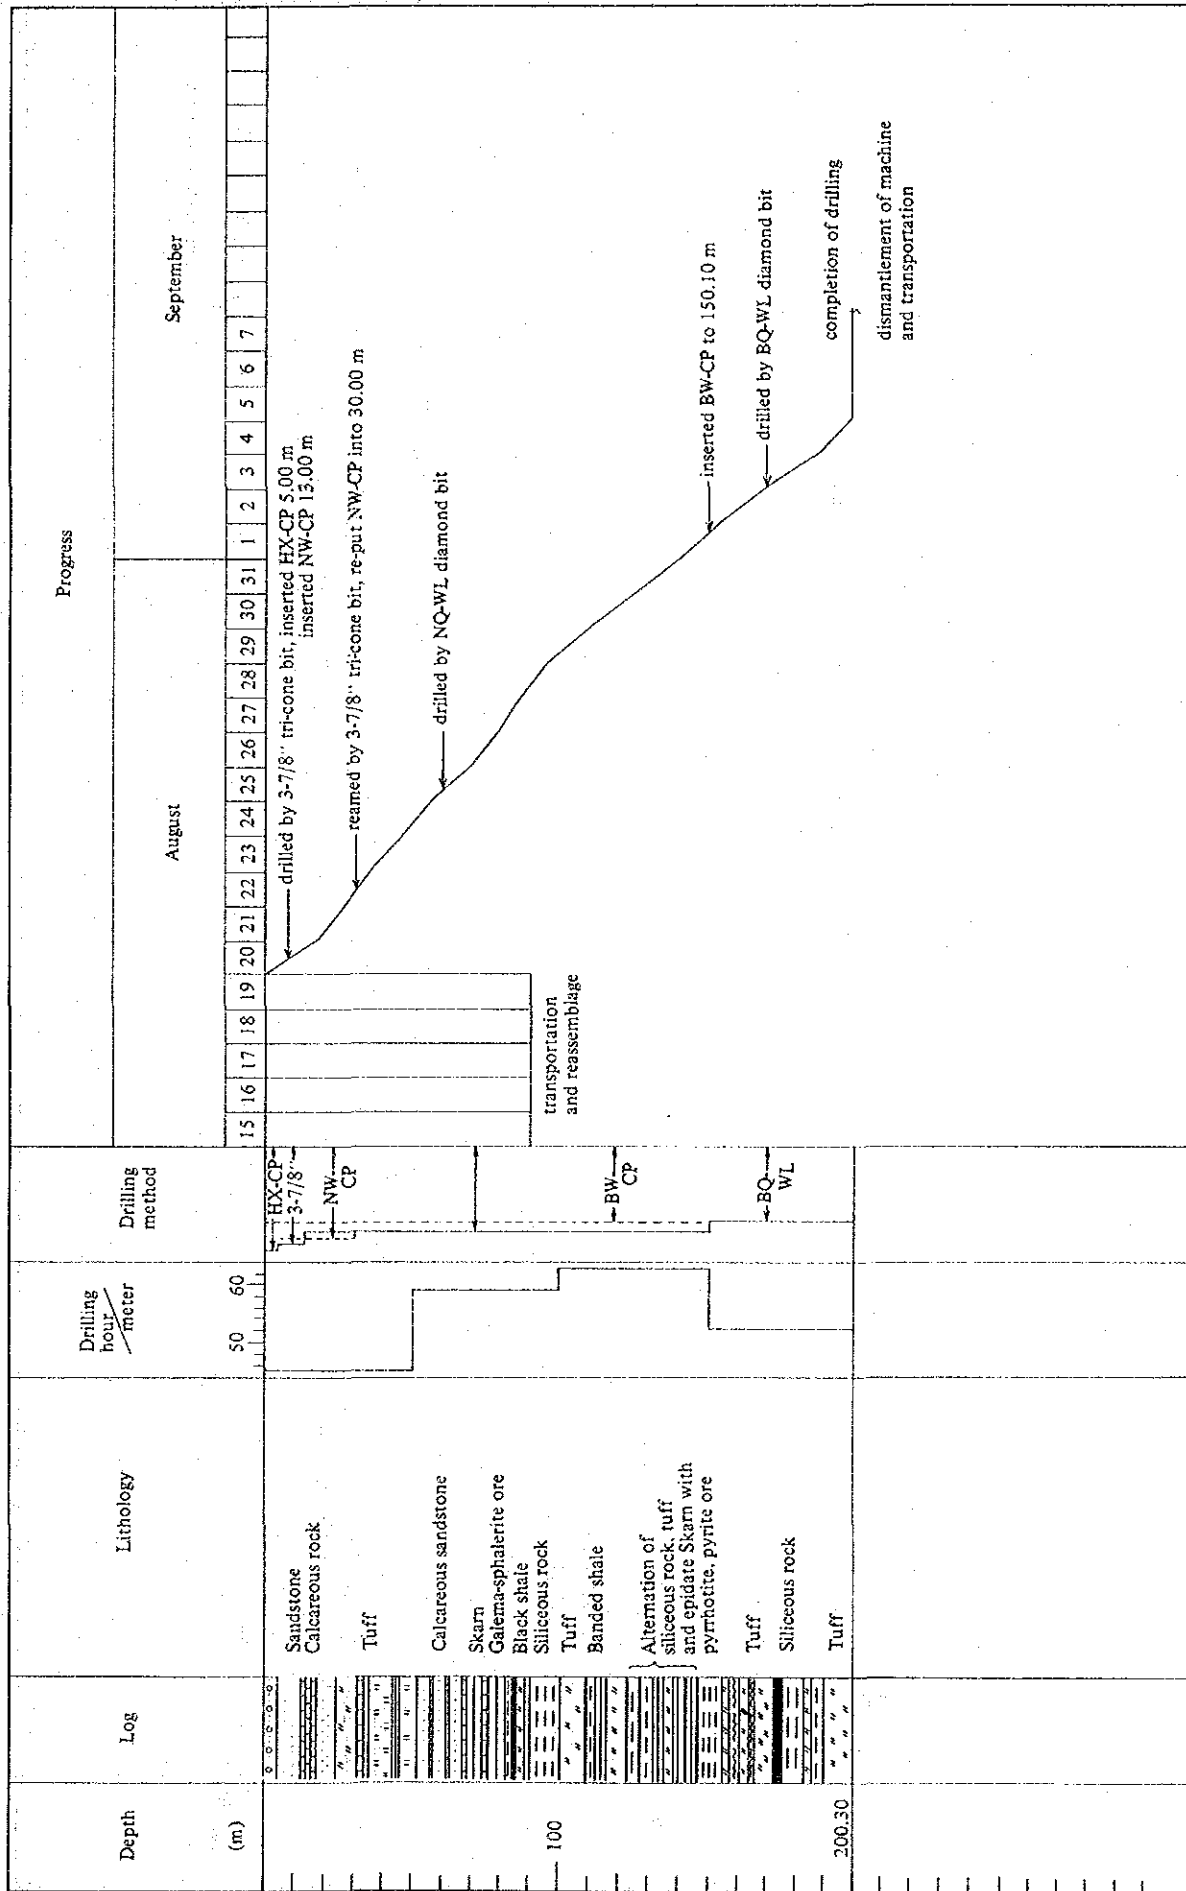 Depth
(m)
Log
Lithology
Drilling
hour/
meter
Drilling
method
Progress
August
September
15 16 17 18 19 20 21 22 23 24 25 26 27 28 29 30 31 1 2 3 4 5 6 7
50
60
100
200.30
Sandstone
Calcareous rock
Tuff
Calcareous sandstone
Skarn
Galema-sphalerite ore
Black shale
Siliceous rock
Tuff
Banded shale
Alternation of
siliceous rock, tuff
and epidate Skarn with
pyrrhotite, pyrite ore
Tuff
Siliceous rock
Tuff
HX-CP
3-7/8''
NW
CP
BW-
CP
BQ-
WL
transportation
and reassemblage
drilled by 3-7/8'' tri-cone bit, inserted HX-CP 5.00 m
inserted NW-CP 13.00 m
reamed by 3-7/8'' tri-cone bit, re-put NW-CP into 30.00 m
drilled by NQ-WL diamond bit
inserted BW-CP to 150.10 m
drilled by BQ-WL diamond bit
completion of drilling
dismantlement of machine
and transportation